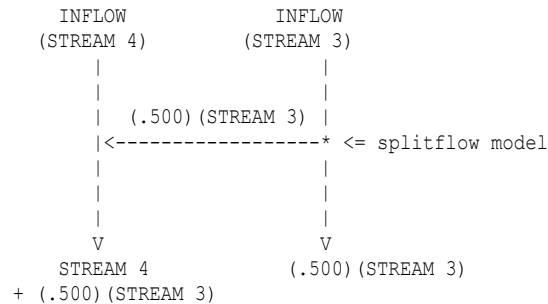 INFLOW INFLOW
(STREAM 4) (STREAM 3)
| |
| |
| (.500)(STREAM 3) |
|<------------------* <= splitflow model
| |
| |
| |
V V
STREAM 4 (.500)(STREAM 3)
+ (.500)(STREAM 3)